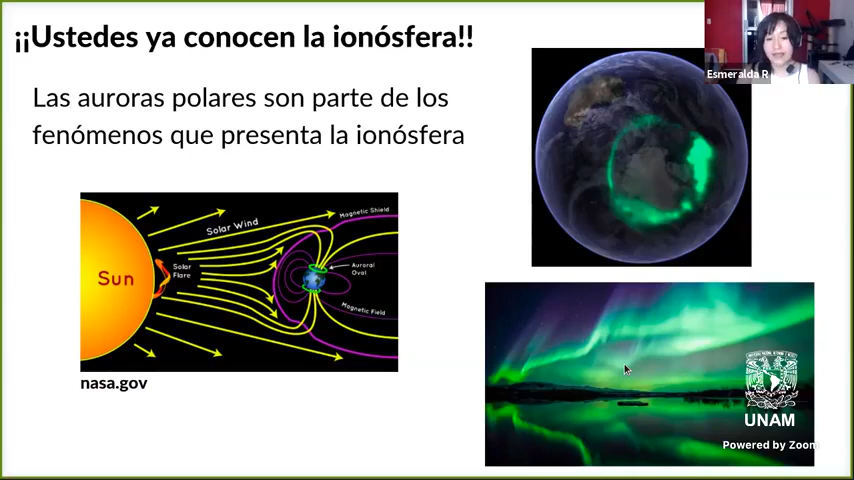 ¡¡Ustedes ya conocen la ionósfera!!
Esmeralda R
Las auroras polares son parte de los
fenómenos que presenta la ionósfera
Solar Wind
Magnetic Shield
Sun
Solar
Flare
Auroral
Oval
Magnetic Field
nasa.gov
UNAM
Powered by Zoom